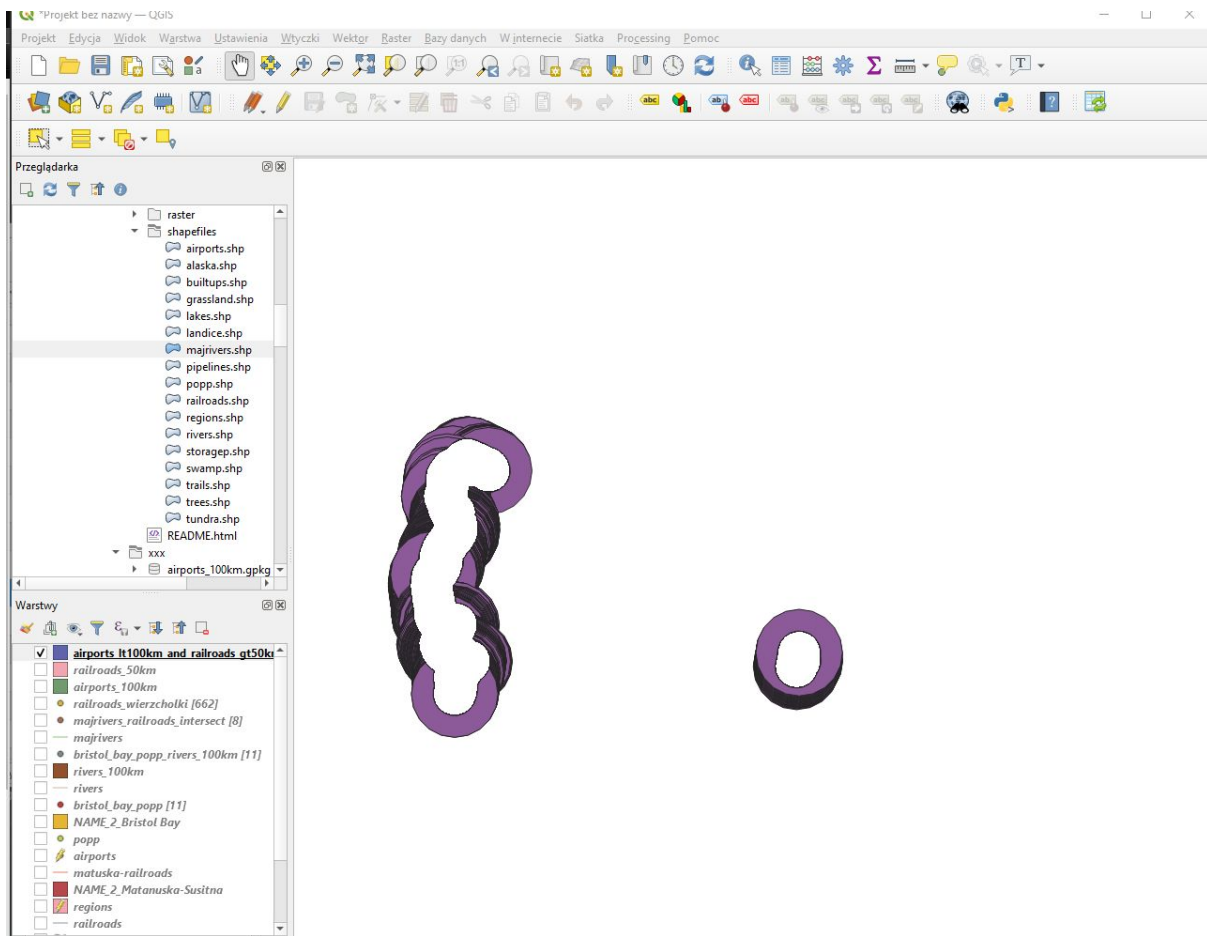 *Projekt bez nazwy — QGIS
Projekt Edycja Widok Warstwa Ustawienia Wtyczki Wektor Raster Bazy danych W internecie Siatka Processing Pomoc
Przeglądarka
raster
shapefiles
airports.shp
alaska.shp
builtups.shp
grassland.shp
lakes.shp
landice.shp
majrivers.shp
pipelines.shp
popp.shp
railroads.shp
regions.shp
rivers.shp
storagep.shp
swamp.shp
trails.shp
trees.shp
tundra.shp
README.html
xxx
airports_100km.gpkg
Warstwy
airports lt100km and railroads gt50k
railroads_50km
airports_100km
railroads_wierzcholki [662]
majrivers_railroads_intersect [8]
majrivers
bristol_bay_popp_rivers_100km [11]
rivers_100km
rivers
bristol_bay_popp [11]
NAME_2_Bristol Bay
popp
airports
matuska-railroads
NAME_2_Matanuska-Susitna
regions
railroads